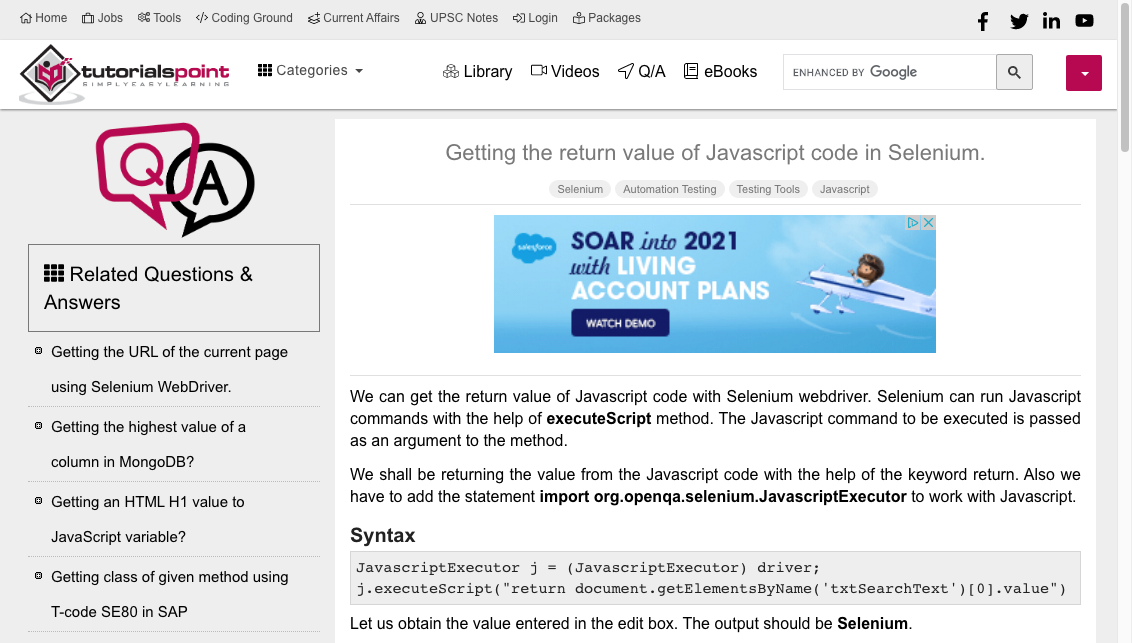 Home Jobs Tools Coding Ground Current Affairs UPSC Notes Login Packages
tutorialspoint
SIMPLYEASYLEARNING
Categories
Library Videos Q/A eBooks
ENHANCED BY Google
Q A
Related Questions &
Answers
Getting the URL of the current page
using Selenium WebDriver.
Getting the highest value of a
column in MongoDB?
Getting an HTML H1 value to
JavaScript variable?
Getting class of given method using
T-code SE80 in SAP
Getting the return value of Javascript code in Selenium.
Selenium Automation Testing Testing Tools Javascript
salesforce
SOAR into 2021
with LIVING
ACCOUNT PLANS
WATCH DEMO
We can get the return value of Javascript code with Selenium webdriver. Selenium can run Javascript
commands with the help of executeScript method. The Javascript command to be executed is passed
as an argument to the method.
We shall be returning the value from the Javascript code with the help of the keyword return. Also we
have to add the statement import org.openqa.selenium.JavascriptExecutor to work with Javascript.
Syntax
JavascriptExecutor j = (JavascriptExecutor) driver;
j.executeScript("return document.getElementsByName('txtSearchText')[0].value")
Let us obtain the value entered in the edit box. The output should be Selenium.